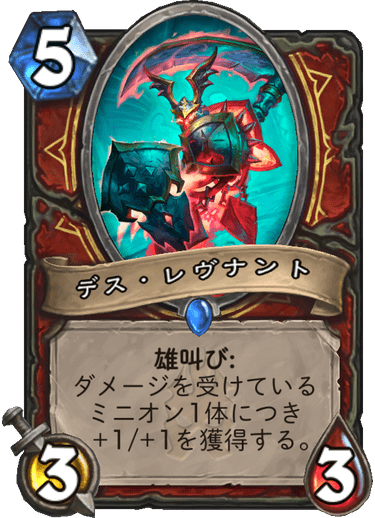 5
デス・レヴナント
雄叫び:
ダメージを受けている
ミニオン1体につき
+1/+1を獲得する。
3
3